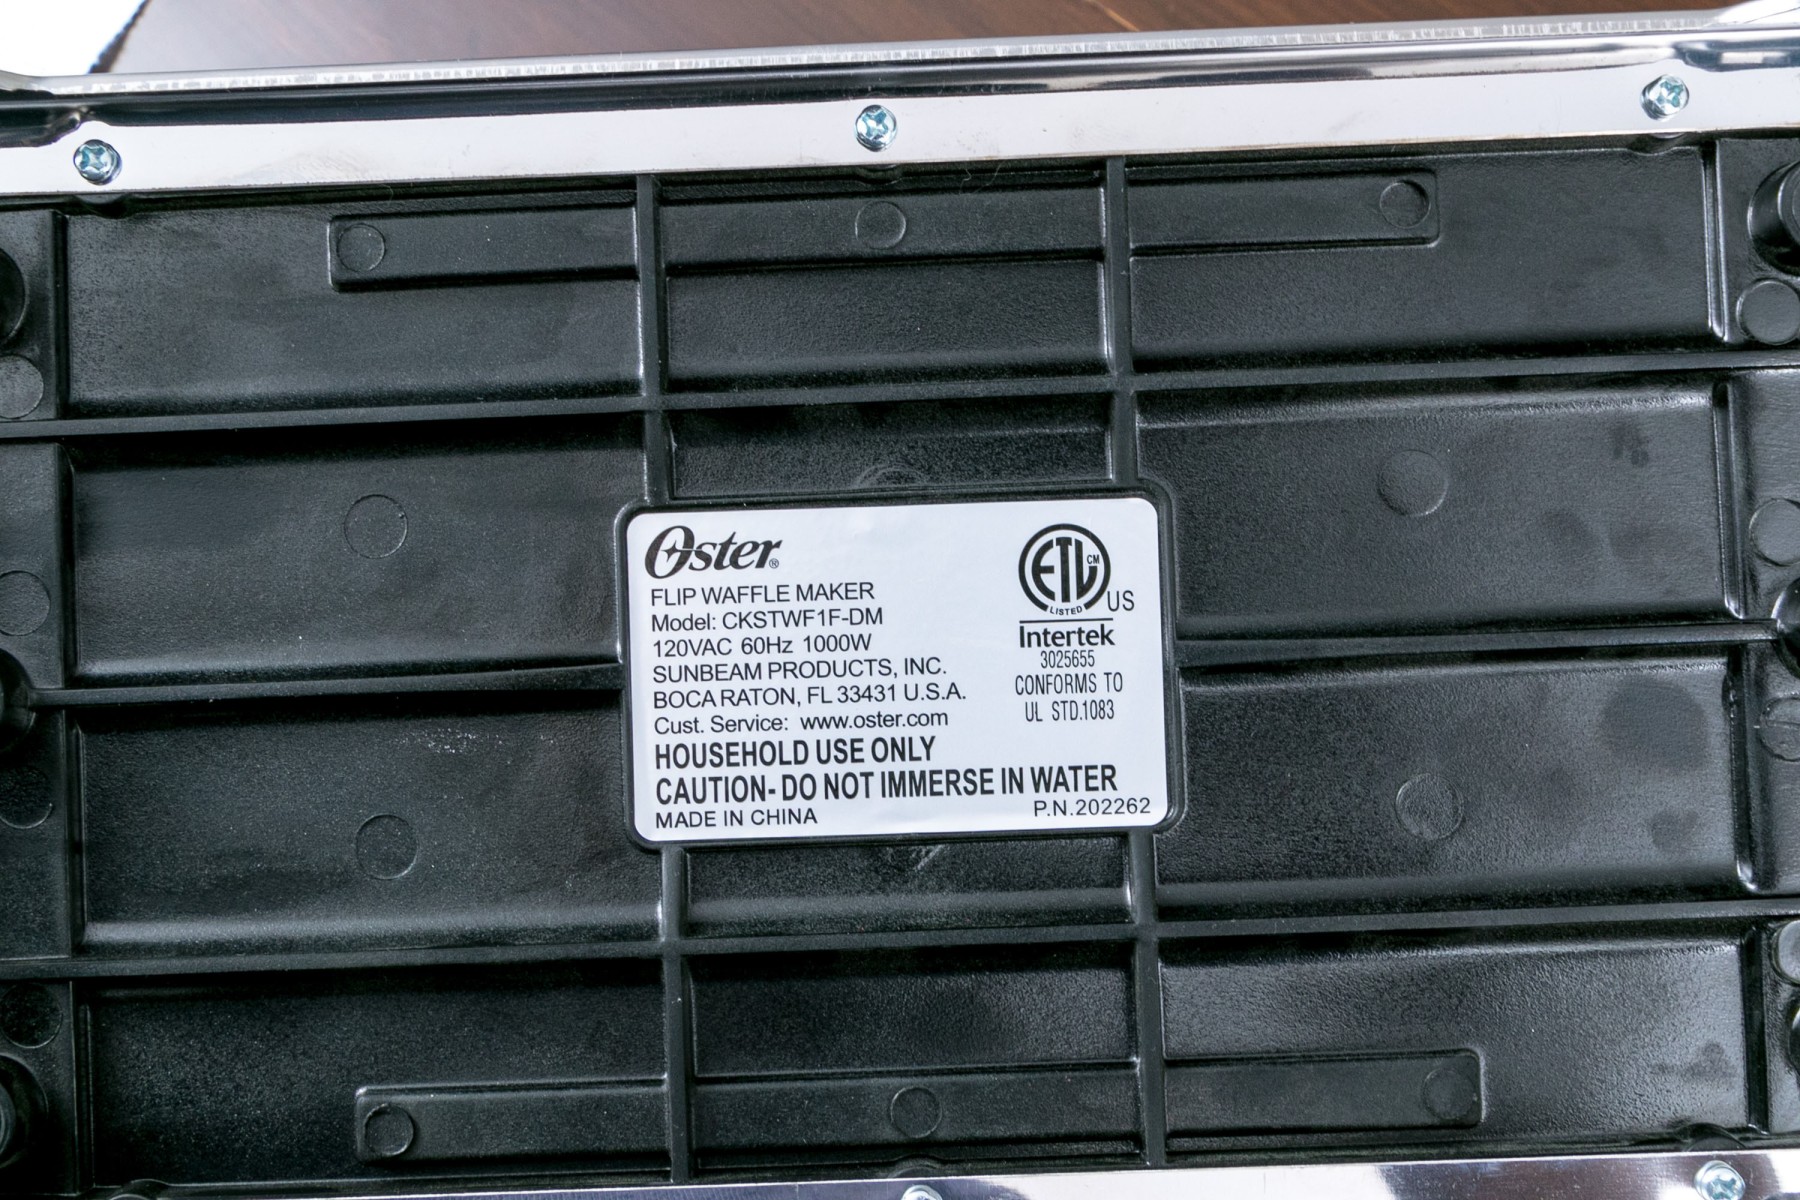 Oster®
FLIP WAFFLE MAKER
Model: CKSTWF1F-DM
120VAC 60Hz 1000W
SUNBEAM PRODUCTS, INC.
BOCA RATON, FL 33431 U.S.A.
Cust. Service: www.oster.com
HOUSEHOLD USE ONLY
CAUTION- DO NOT IMMERSE IN WATER
MADE IN CHINA
ETL CM
LISTED
US
Intertek
3025655
CONFORMS TO
UL STD.1083
P.N.202262